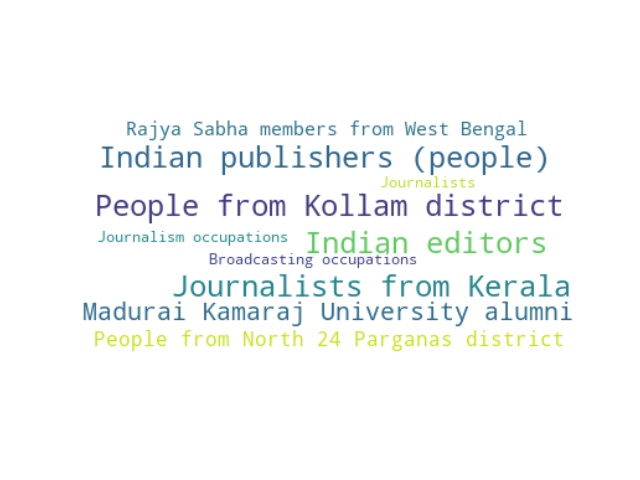 Rajya Sabha members from West Bengal
Indian publishers (people)
Journalists
People from Kollam district
Journalism occupations
Indian editors
Broadcasting occupations
Journalists from Kerala
Madurai Kamaraj University alumni
People from North 24 Parganas district